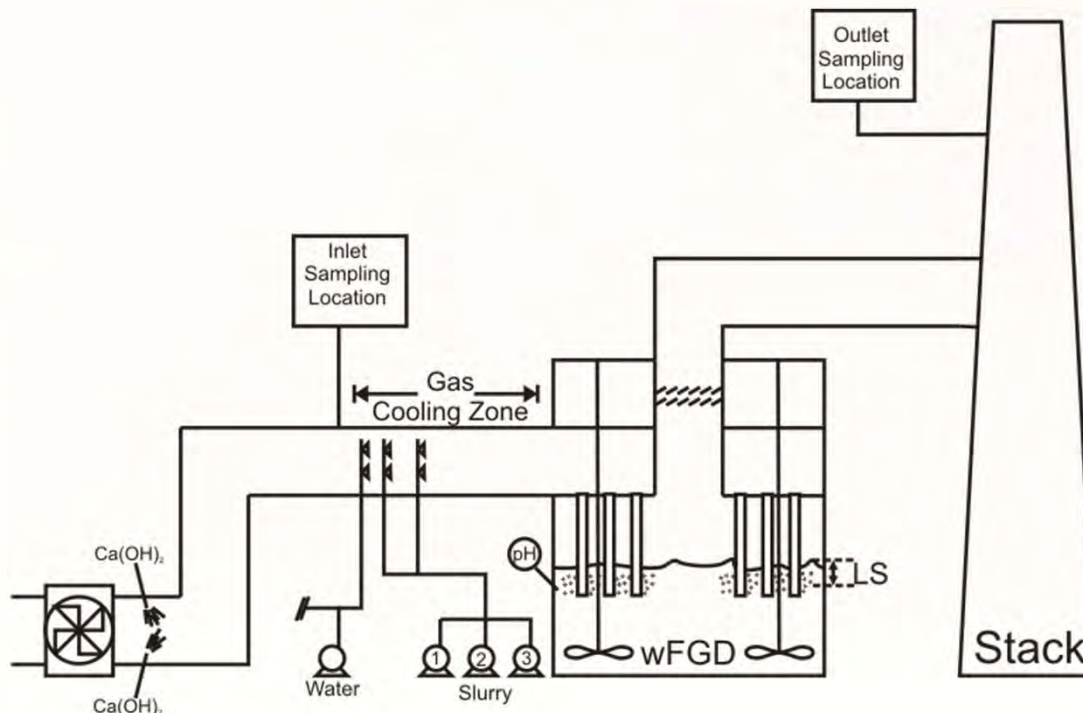 Outlet
Sampling
Location
Inlet
Sampling
Location
Gas
Cooling Zone
Ca(OH)₂
pH
LS
wFGD
Stack
1
2
3
Water
Slurry
Ca(OH)₂